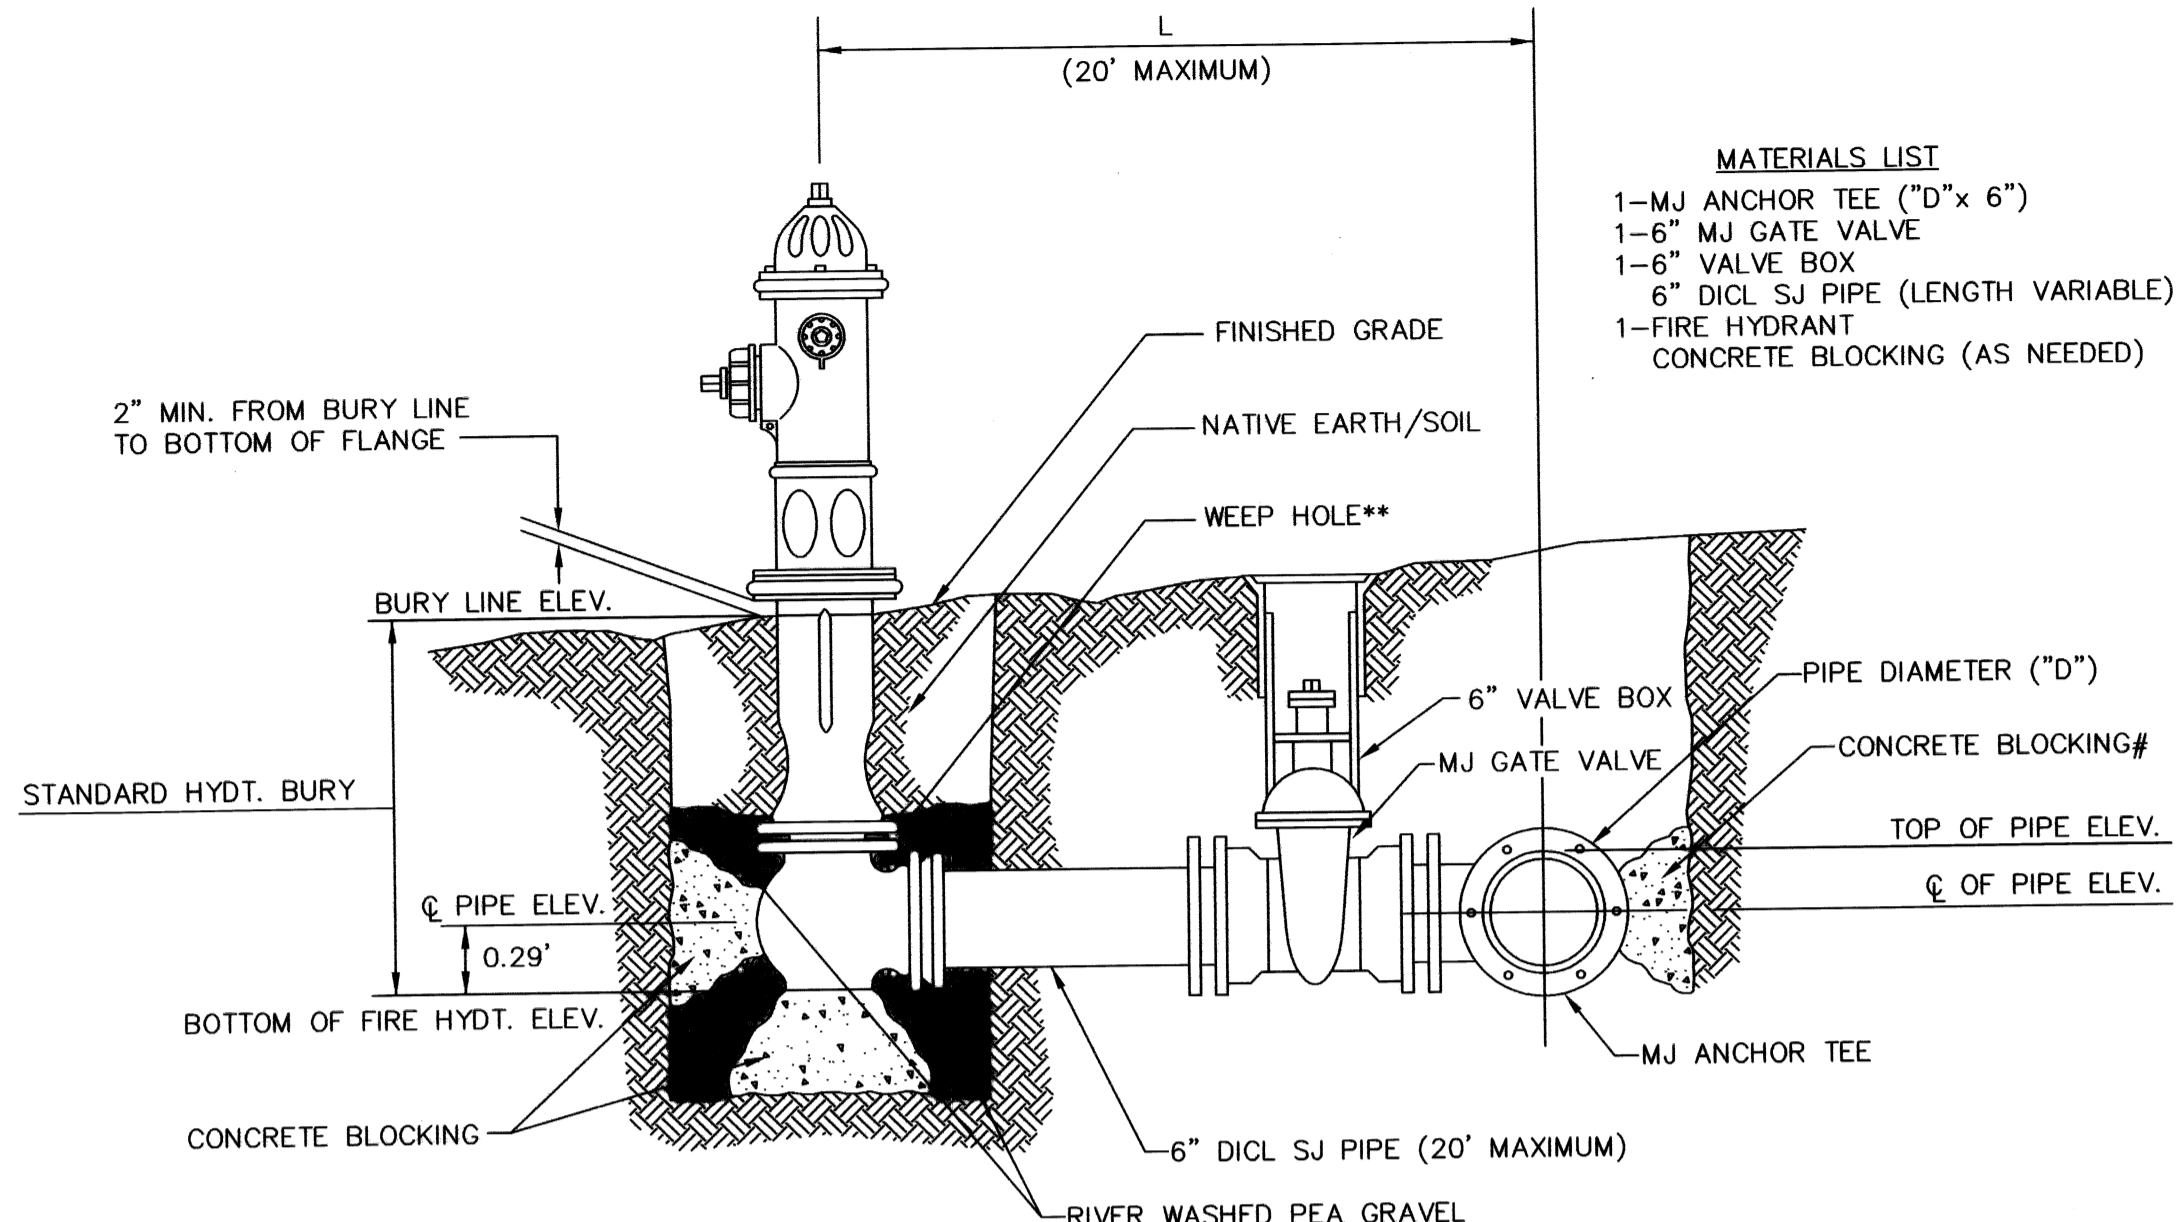 L
(20' MAXIMUM)
MATERIALS LIST
1-MJ ANCHOR TEE ("D"x 6")
1-6" MJ GATE VALVE
1-6" VALVE BOX
6" DICL SJ PIPE (LENGTH VARIABLE)
1-FIRE HYDRANT
CONCRETE BLOCKING (AS NEEDED)
FINISHED GRADE
2" MIN. FROM BURY LINE
TO BOTTOM OF FLANGE
NATIVE EARTH/SOIL
WEEP HOLE**
BURY LINE ELEV.
PIPE DIAMETER ("D")
6" VALVE BOX
CONCRETE BLOCKING#
MJ GATE VALVE
STANDARD HYDT. BURY
TOP OF PIPE ELEV.
℄ OF PIPE ELEV.
℄ PIPE ELEV.
0.29'
BOTTOM OF FIRE HYDT. ELEV.
MJ ANCHOR TEE
CONCRETE BLOCKING
6" DICL SJ PIPE (20' MAXIMUM)
RIVER WASHED PEA GRAVEL